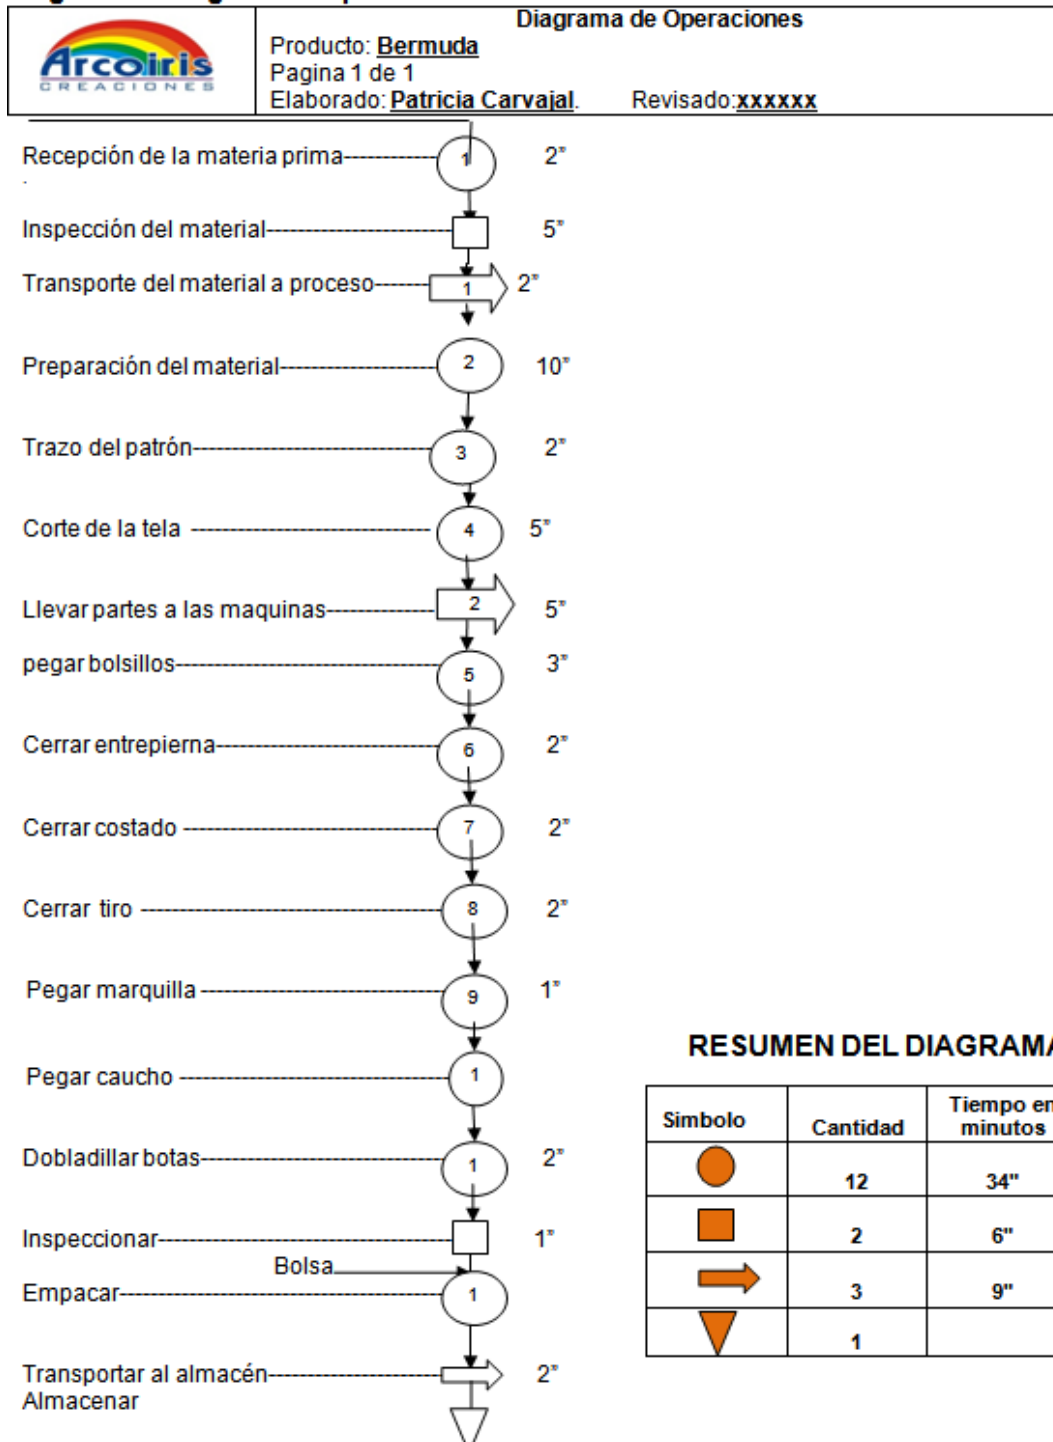 Diagrama de Operaciones
Arcoiris
CREACIONES
Producto: Bermuda
Pagina 1 de 1
Elaborado: Patricia Carvajal. Revisado:xxxxxx
Recepción de la materia prima 1 2”
Inspección del material 5”
Transporte del material a proceso 1 2”
Preparación del material 2 10”
Trazo del patrón 3 2”
Corte de la tela 4 5”
Llevar partes a las maquinas 2 5”
pegar bolsillos 5 3”
Cerrar entrepierna 6 2”
Cerrar costado 7 2”
Cerrar tiro 8 2”
Pegar marquilla 9 1”
Pegar caucho 1
Dobladillar botas 1 2”
Inspeccionar 1”
Bolsa
Empacar 1
Transportar al almacén 2”
Almacenar
RESUMEN DEL DIAGRAMA
Simbolo Cantidad Tiempo en minutos
12 34"
2 6"
3 9"
1